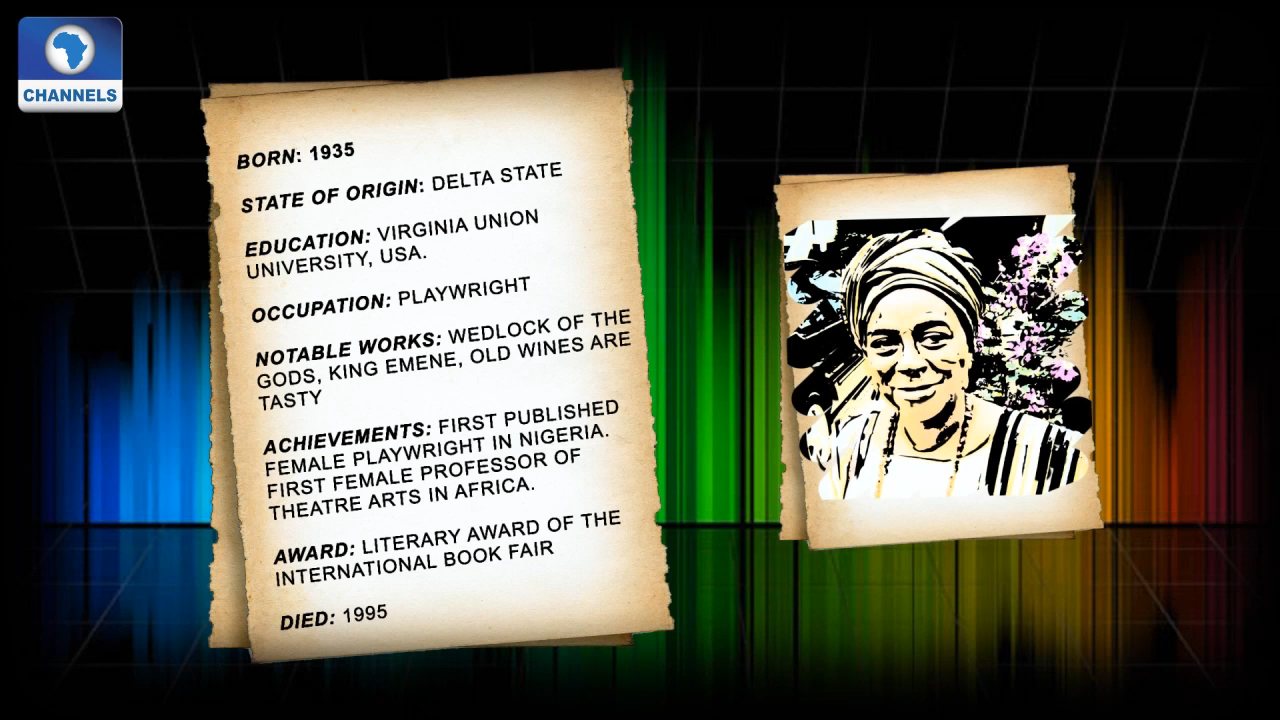 CHANNELS
BORN: 1935
STATE OF ORIGIN: DELTA STATE
EDUCATION: VIRGINIA UNION
UNIVERSITY, USA.
OCCUPATION: PLAYWRIGHT
NOTABLE WORKS: WEDLOCK OF THE
GODS, KING EMENE, OLD WINES ARE
TASTY
ACHIEVEMENTS: FIRST PUBLISHED
FEMALE PLAYWRIGHT IN NIGERIA.
FIRST FEMALE PROFESSOR OF
THEATRE ARTS IN AFRICA.
AWARD: LITERARY AWARD OF THE
INTERNATIONAL BOOK FAIR
DIED: 1995